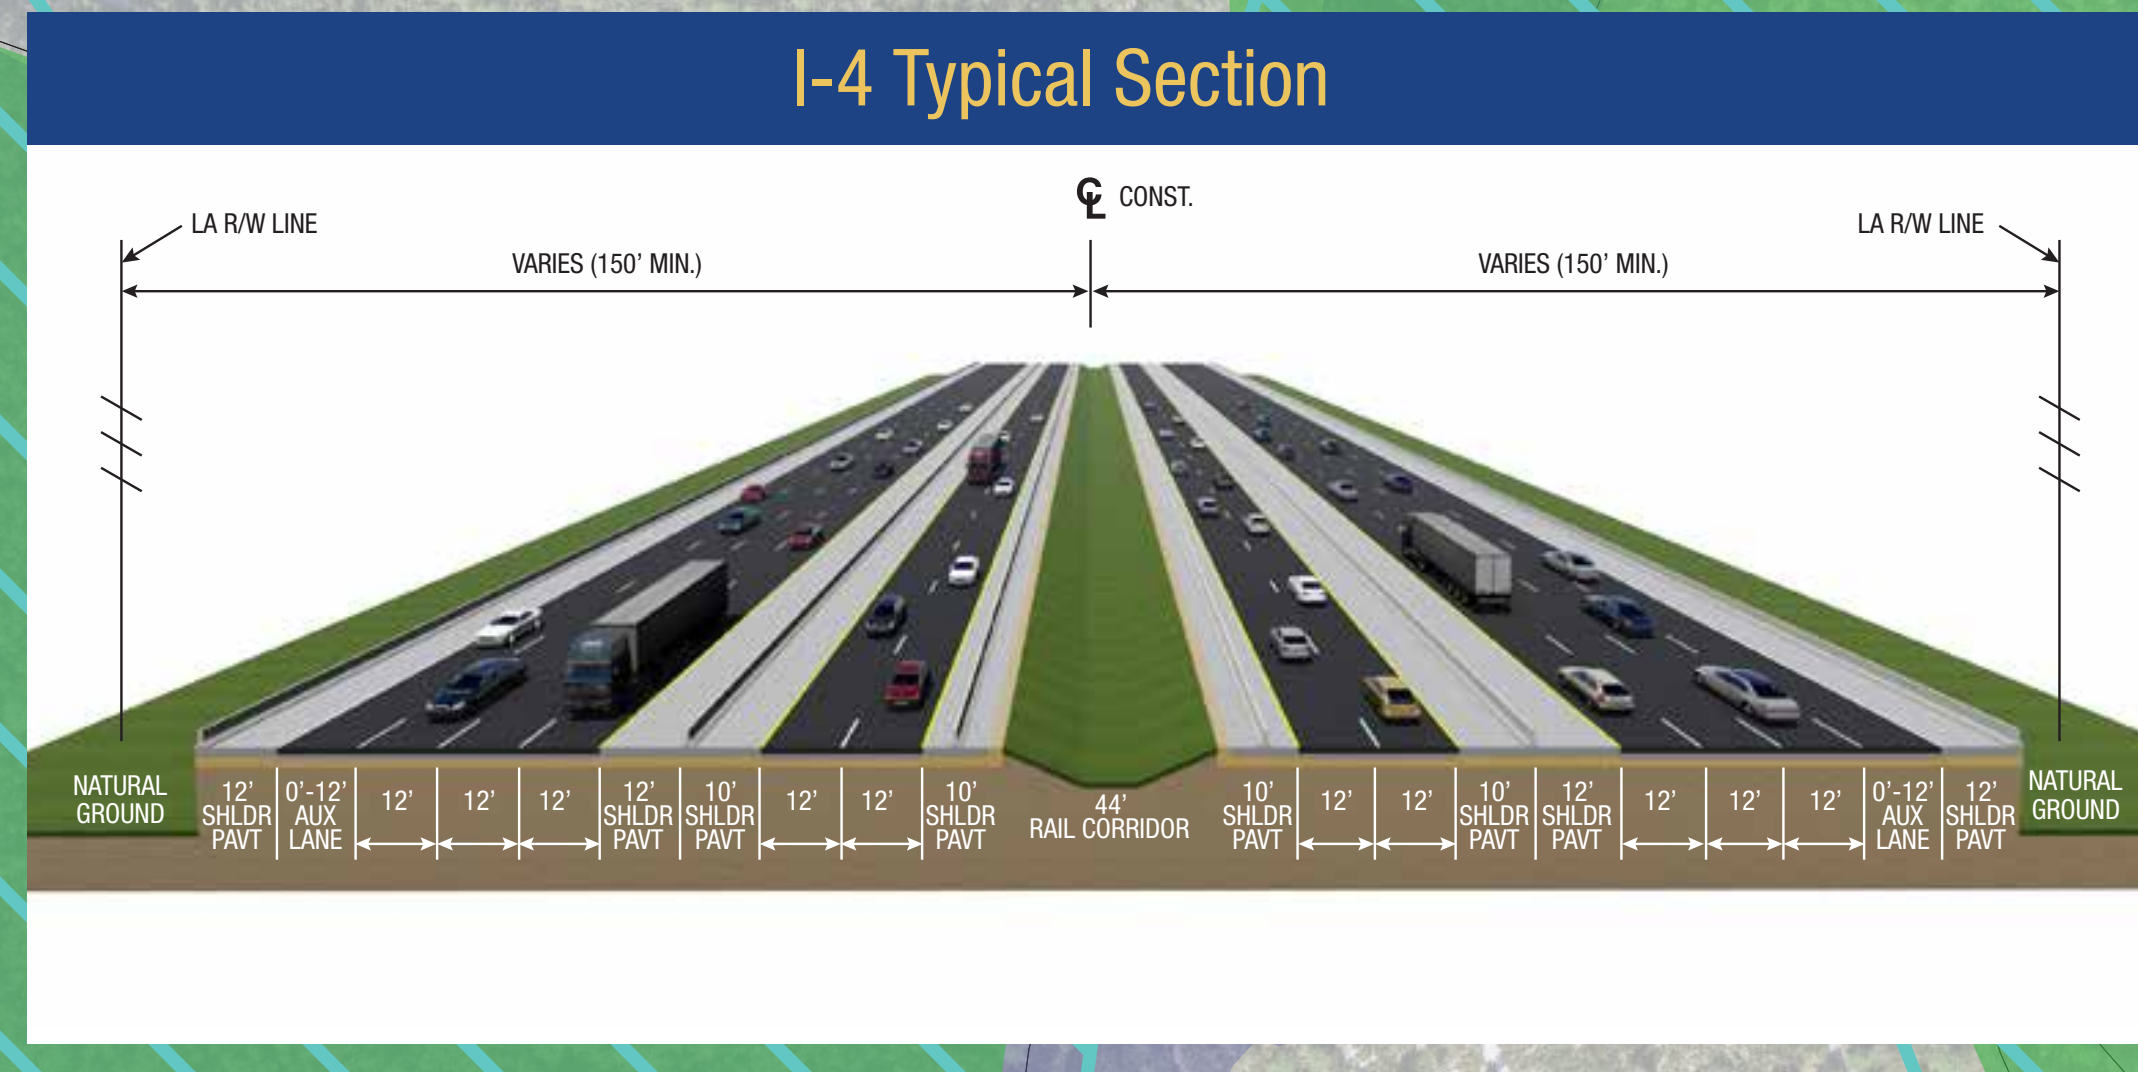 I-4 Typical Section
℄ CONST.
LA R/W LINE
LA R/W LINE
VARIES (150’ MIN.)
VARIES (150’ MIN.)
NATURAL
GROUND
12’
SHLDR
PAVT
0’-12’
AUX
LANE
12’
12’
12’
12’
SHLDR
PAVT
10’
SHLDR
PAVT
12’
12’
10’
SHLDR
PAVT
44’
RAIL CORRIDOR
10’
SHLDR
PAVT
12’
12’
10’
SHLDR
PAVT
12’
SHLDR
PAVT
12’
12’
12’
0’-12’
AUX
LANE
12’
SHLDR
PAVT
NATURAL
GROUND